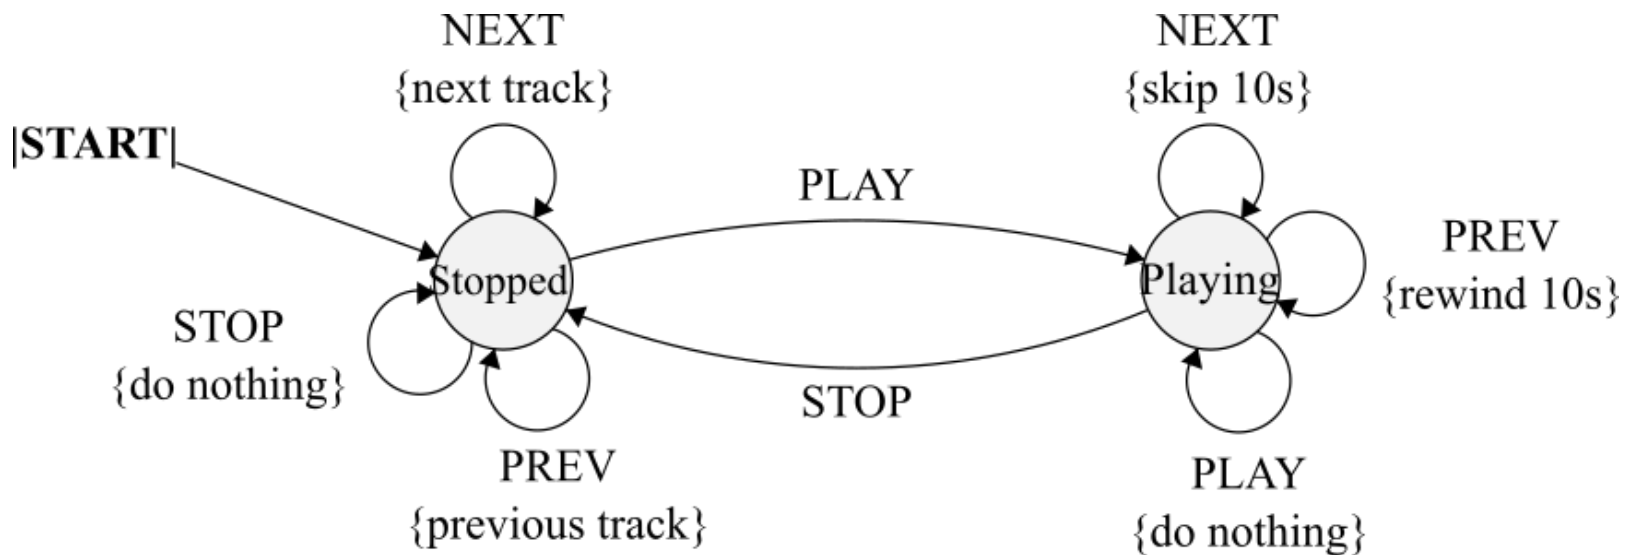 NEXT
{next track}
NEXT
{skip 10s}
|START|
PLAY
Stopped
Playing
PREV
{rewind 10s}
STOP
{do nothing}
STOP
PREV
{previous track}
PLAY
{do nothing}